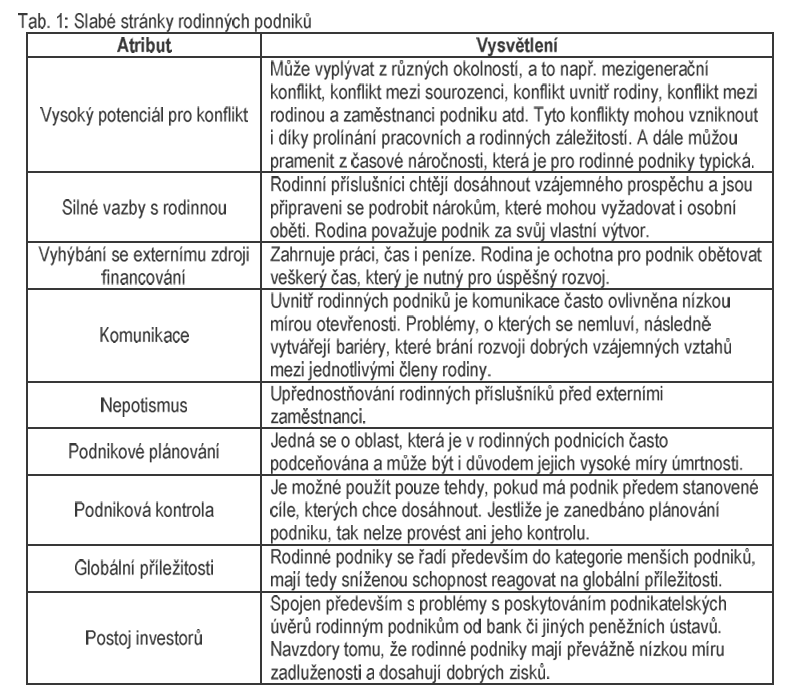 Tab. 1: Slabé stránky rodinných podniků
Atribut
Vysvětlení
Vysoký potenciál pro konflikt
Může vyplývat z různých okolností, a to např. mezigenerační
konflikt, konflikt mezi sourozenci, konflikt uvnitř rodiny, konflikt mezi
rodinou a zaměstnanci podniku atd. Tyto konflikty mohou vzniknout
i díky prolínání pracovních a rodinných záležitostí. A dále můžou
pramenit z časové náročnosti, která je pro rodinné podniky typická.
Silné vazby s rodinnou
Rodinní příslušníci chtějí dosáhnout vzájemného prospěchu a jsou
připraveni se podrobit nárokům, které mohou vyžadovat i osobní
oběti. Rodina považuje podnik za svůj vlastní výtvor.
Vyhýbání se externímu zdroji
financování
Zahrnuje práci, čas i peníze. Rodina je ochotna pro podnik obětovat
veškerý čas, který je nutný pro úspěšný rozvoj.
Komunikace
Uvnitř rodinných podniků je komunikace často ovlivněna nízkou
mírou otevřenosti. Problémy, o kterých se nemluví, následně
vytvářejí bariéry, které brání rozvoji dobrých vzájemných vztahů
mezi jednotlivými členy rodiny.
Nepotismus
Upřednostňování rodinných příslušníků před externími
zaměstnanci.
Podnikové plánování
Jedná se o oblast, která je v rodinných podnicích často
podceňována a může být i důvodem jejich vysoké míry úmrtnosti.
Podniková kontrola
Je možné použít pouze tehdy, pokud má podnik předem stanovené
cíle, kterých chce dosáhnout. Jestliže je zanedbáno plánování
podniku, tak nelze provést ani jeho kontrolu.
Globální příležitosti
Rodinné podniky se řadí především do kategorie menších podniků,
mají tedy sníženou schopnost reagovat na globální příležitosti.
Postoj investorů
Spojen především s problémy s poskytováním podnikatelských
úvěrů rodinným podnikům od bank či jiných peněžních ústavů.
Navzdory tomu, že rodinné podniky mají převážně nízkou míru
zadluženosti a dosahují dobrých zisků.